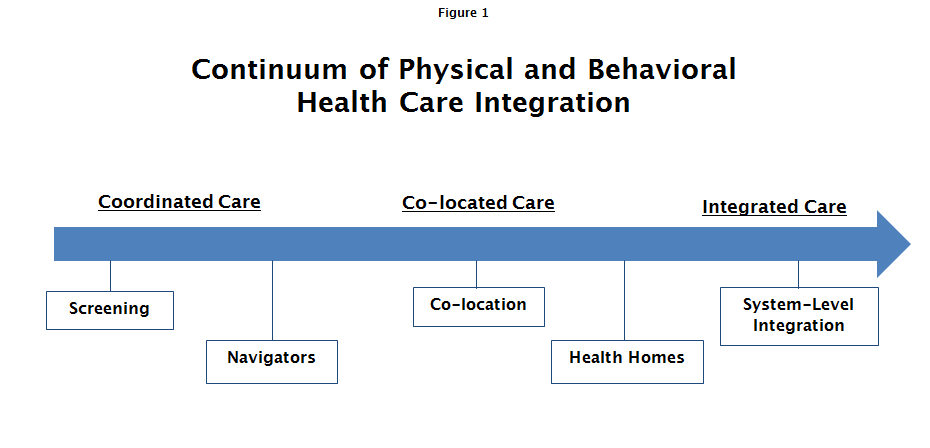 Figure 1
Continuum of Physical and Behavioral
Health Care Integration
Coordinated Care
Co-located Care
Integrated Care
Screening
Navigators
Co-location
Health Homes
System-Level
Integration